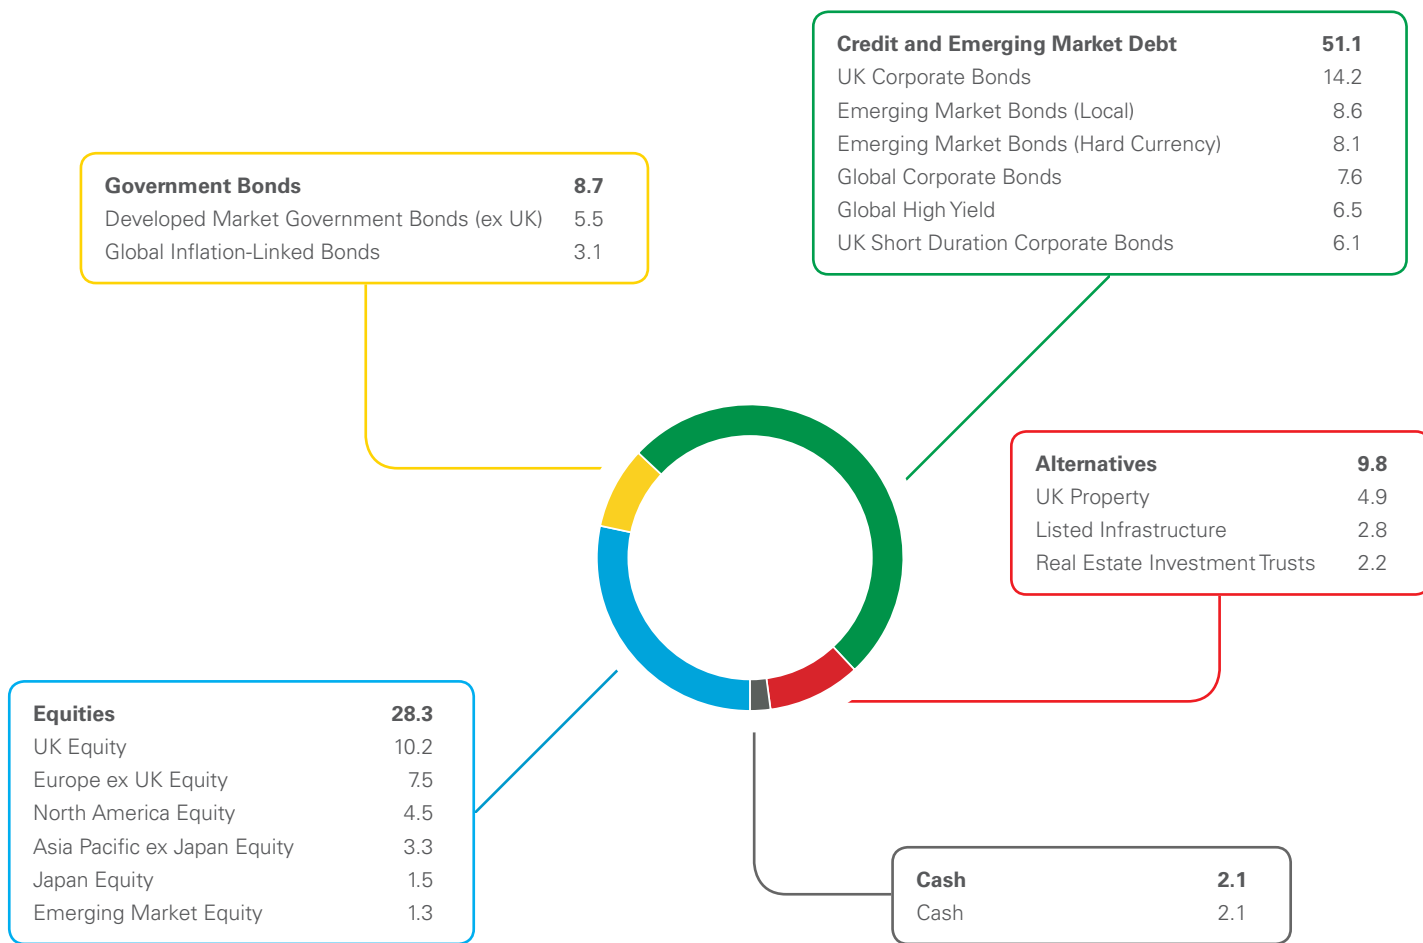 Credit and Emerging Market Debt 51.1
UK Corporate Bonds 14.2
Emerging Market Bonds (Local) 8.6
Emerging Market Bonds (Hard Currency) 8.1
Global Corporate Bonds 7.6
Global High Yield 6.5
UK Short Duration Corporate Bonds 6.1
Government Bonds 8.7
Developed Market Government Bonds (ex UK) 5.5
Global Inflation-Linked Bonds 3.1
Alternatives 9.8
UK Property 4.9
Listed Infrastructure 2.8
Real Estate Investment Trusts 2.2
Equities 28.3
UK Equity 10.2
Europe ex UK Equity 7.5
North America Equity 4.5
Asia Pacific ex Japan Equity 3.3
Japan Equity 1.5
Emerging Market Equity 1.3
Cash 2.1
Cash 2.1